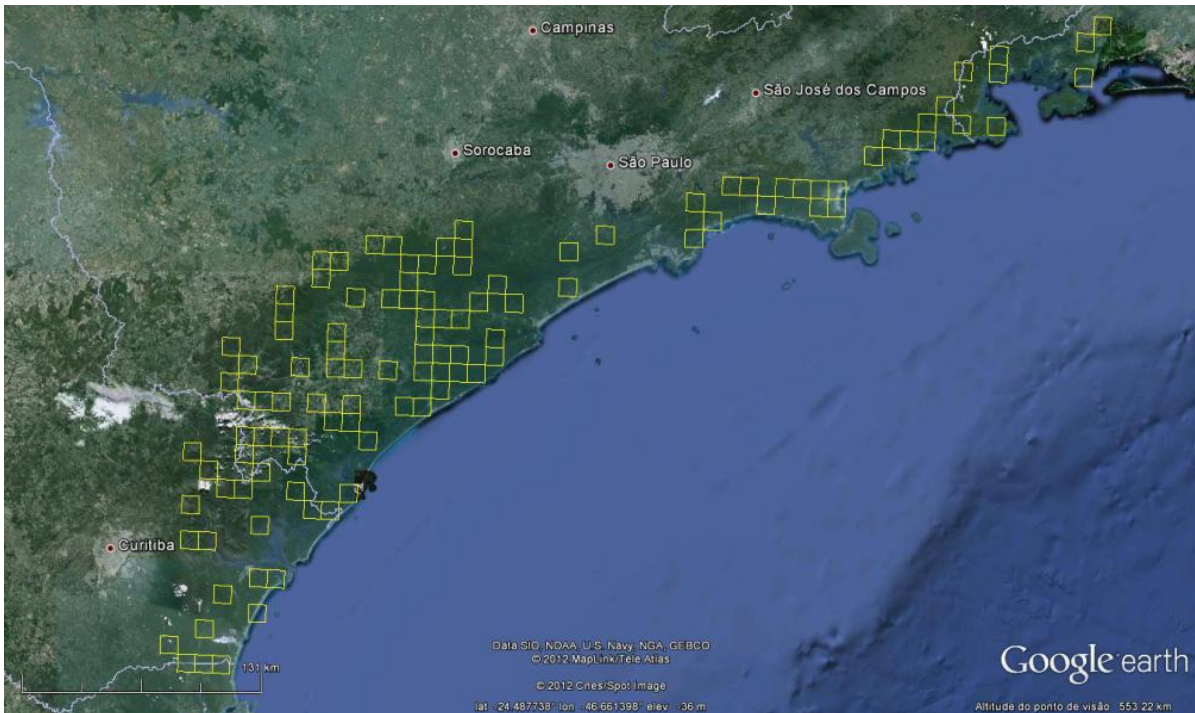 Campinas
São José dos Campos
Sorocaba
São Paulo
Curitiba
131 km
Data SIO, NOAA, U.S. Navy, NGA, GEBCO
© 2012 MapLink/Tele Atlas
© 2012 Cnes/Spot Image
Google earth
lat -24.487738° lon -46.661398° elev -36 m
Altitude do ponto de visão 553.22 km